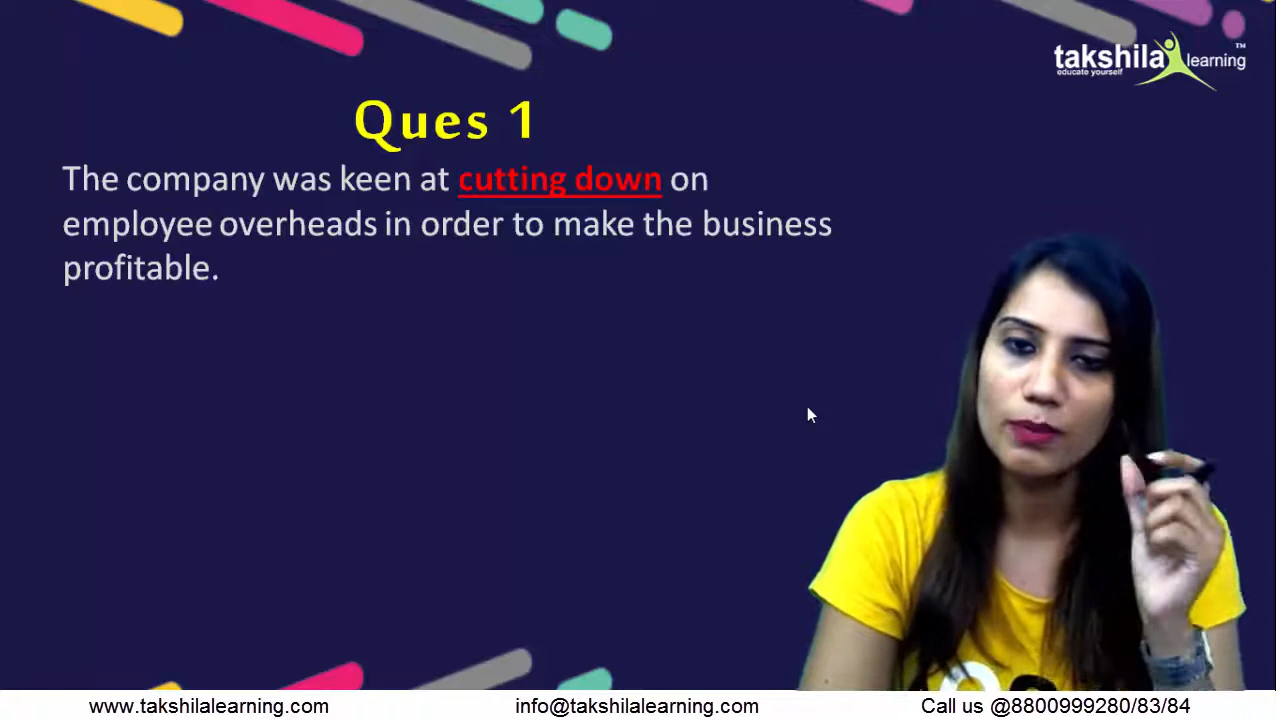 takshila learning™
educate yourself
Ques 1
The company was keen at cutting down on
employee overheads in order to make the business
profitable.
www.takshilalearning.com info@takshilalearning.com Call us @8800999280/83/84